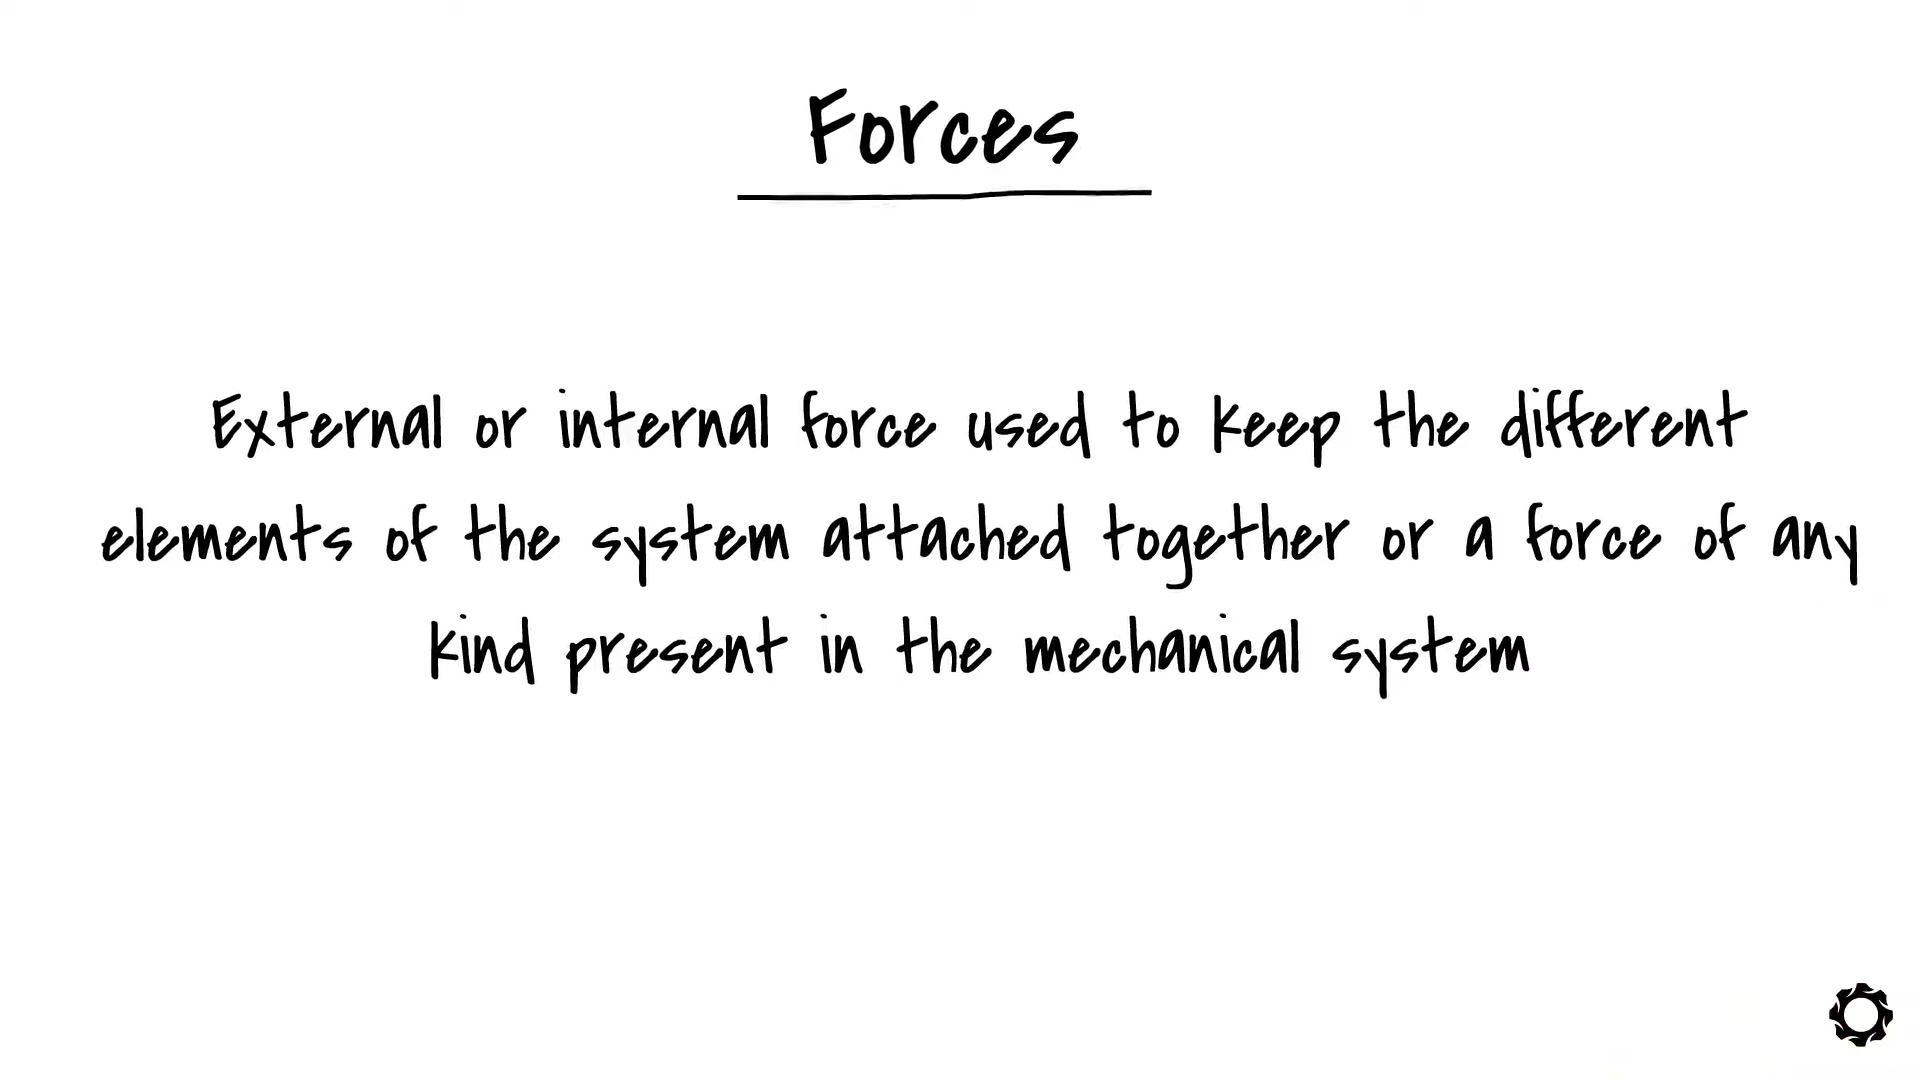 Forces
External or internal force used to keep the different
elements of the system attached together or a force of any
kind present in the mechanical system